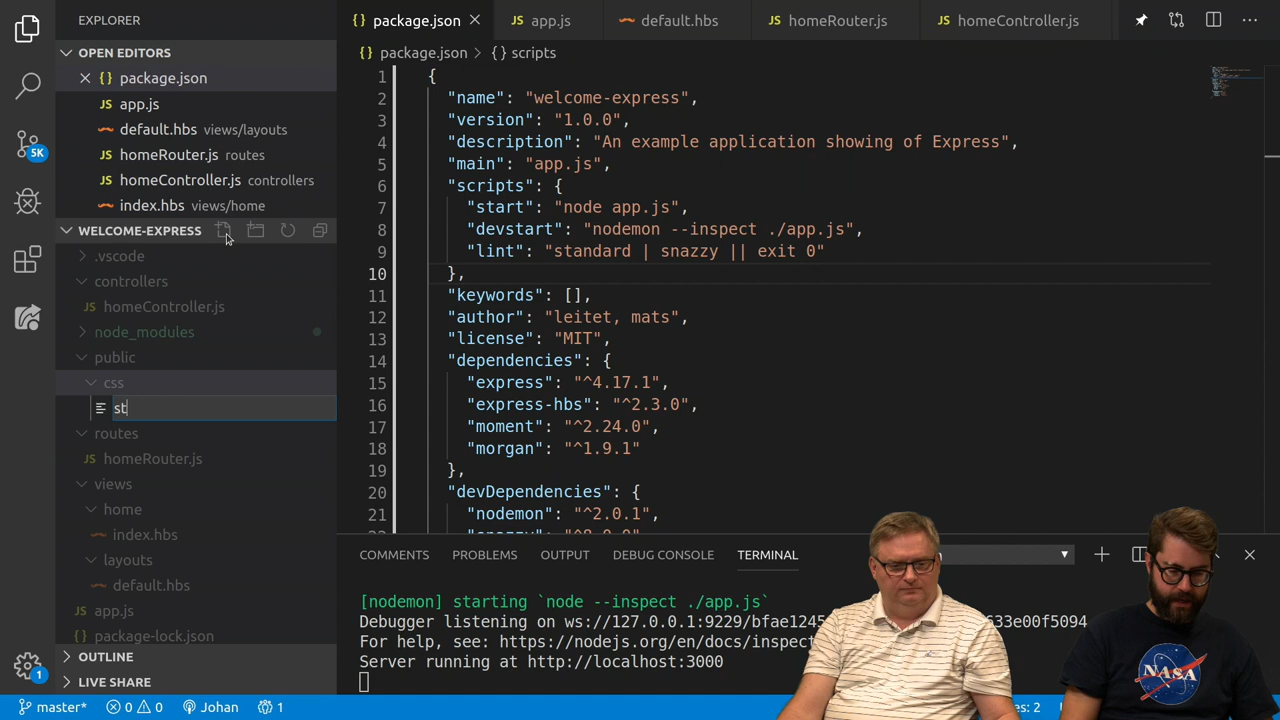 EXPLORER
OPEN EDITORS
package.json
app.js
default.hbs views/layouts
homeRouter.js routes
homeController.js controllers
index.hbs views/home
WELCOME-EXPRESS
.vscode
controllers
JS homeController.js
node_modules
public
css
st
routes
JS homeRouter.js
views
home
index.hbs
layouts
default.hbs
JS app.js
package-lock.json
OUTLINE
LIVE SHARE
5K
1
{} package.json
JS app.js
default.hbs
JS homeRouter.js
JS homeController.js
{} package.json > {} scripts
1 {
2 "name": "welcome-express",
3 "version": "1.0.0",
4 "description": "An example application showing of Express",
5 "main": "app.js",
6 "scripts": {
7 "start": "node app.js",
8 "devstart": "nodemon --inspect ./app.js",
9 "lint": "standard | snazzy || exit 0"
10 },
11 "keywords": [],
12 "author": "leitet, mats",
13 "license": "MIT",
14 "dependencies": {
15 "express": "^4.17.1",
16 "express-hbs": "^2.3.0",
17 "moment": "^2.24.0",
18 "morgan": "^1.9.1"
19 },
20 "devDependencies": {
21 "nodemon": "^2.0.1",
COMMENTS PROBLEMS OUTPUT DEBUG CONSOLE TERMINAL
[nodemon] starting `node --inspect ./app.js`
Debugger listening on ws://127.0.0.1:9229/bfae1245 633e00f5094
For help, see: https://nodejs.org/en/docs/inspect
Server running at http://localhost:3000
NASA
master* 0 0 Johan 1